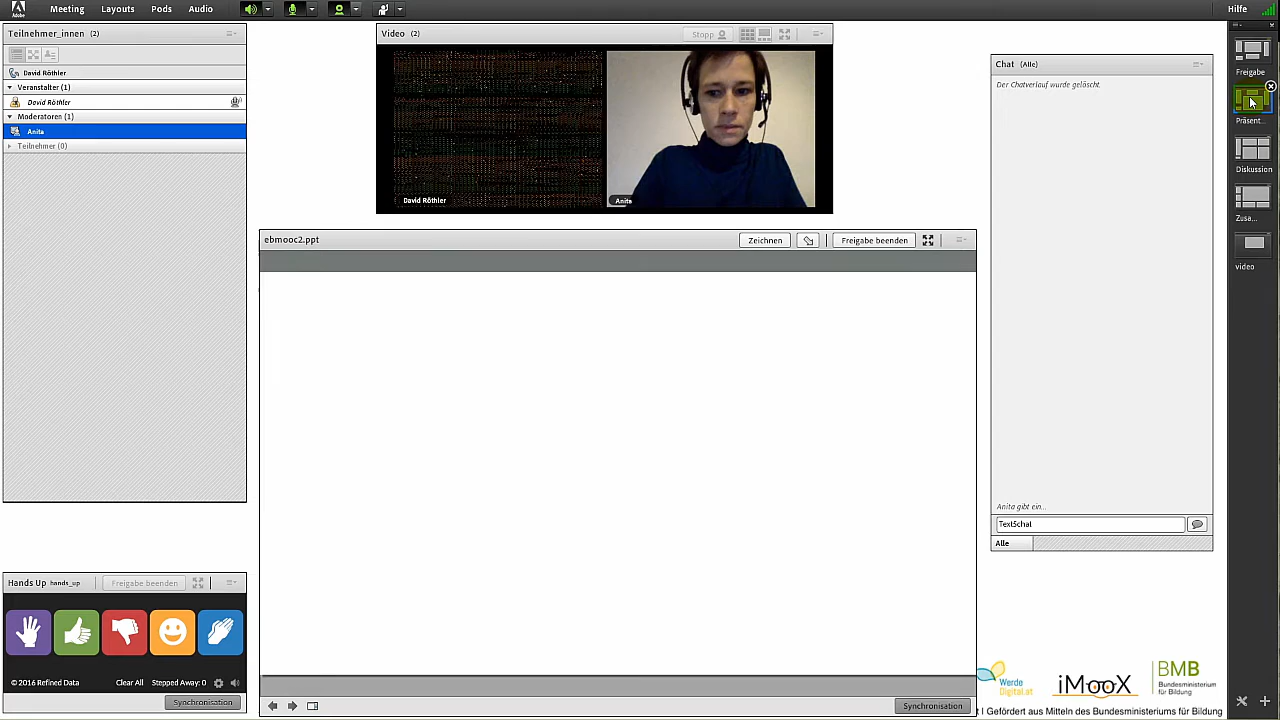 Adobe
Meeting Layouts Pods Audio
Hilfe
Teilnehmer_innen (2)
David Röthler
Veranstalter (1)
David Röthler
Moderatoren (1)
Anita
Teilnehmer (0)
Video (2)
Stopp
David Röthler
Anita
ebmooc2.ppt
Zeichnen
Freigabe beenden
Synchronisation
Chat (Alle)
Der Chatverlauf wurde gelöscht.
Anita gibt ein...
Alle
Freigabe
Präsent...
Diskussion
Zusa...
video
Hands Up hands_up
Freigabe beenden
© 2016 Refined Data
Clear All
Stepped Away: 0
Synchronisation
Werde
Digital.at
iMooX
BMB
Bundesministerium
für Bildung
t I Gefördert aus Mitteln des Bundesministeriums für Bildung